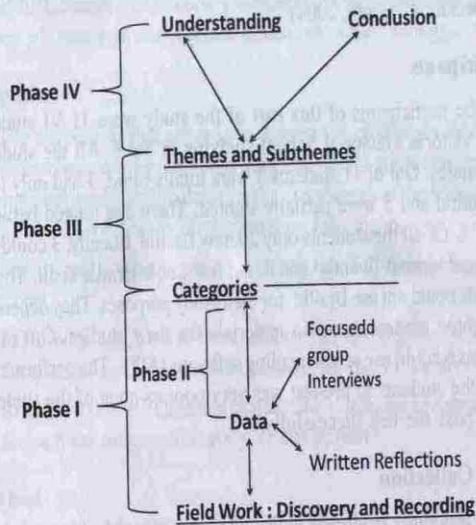 Understanding
Conclusion
Phase IV
Themes and Subthemes
Phase III
Categories
Focusedd
group
Interviews
Phase II
Phase I
Data
Written Reflections
Field Work : Discovery and Recording